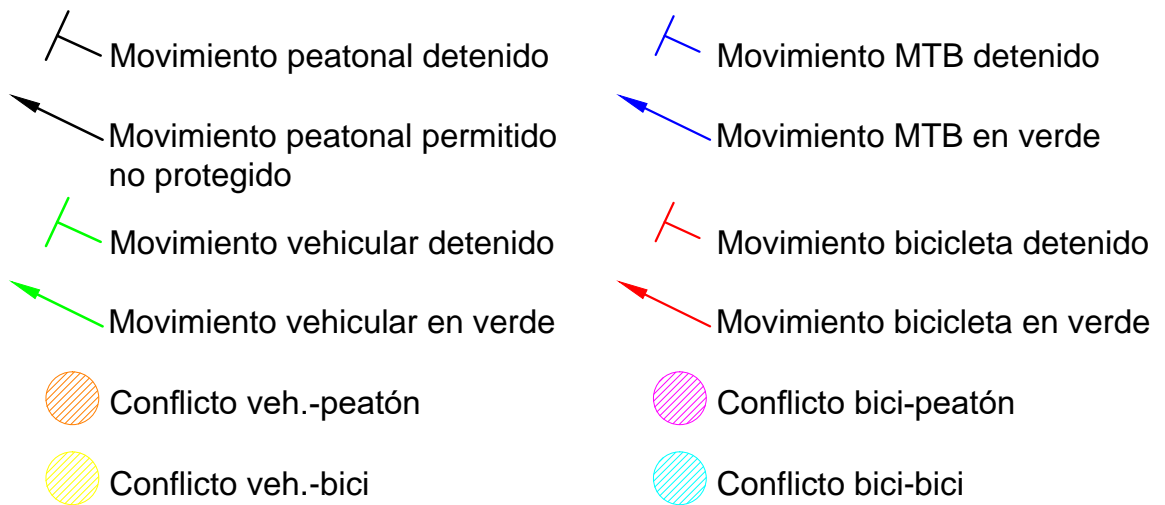 Movimiento peatonal detenido
Movimiento peatonal permitido
no protegido
Movimiento vehicular detenido
Movimiento vehicular en verde
Conflicto veh.-peatón
Conflicto veh.-bici
Movimiento MTB detenido
Movimiento MTB en verde
Movimiento bicicleta detenido
Movimiento bicicleta en verde
Conflicto bici-peatón
Conflicto bici-bici